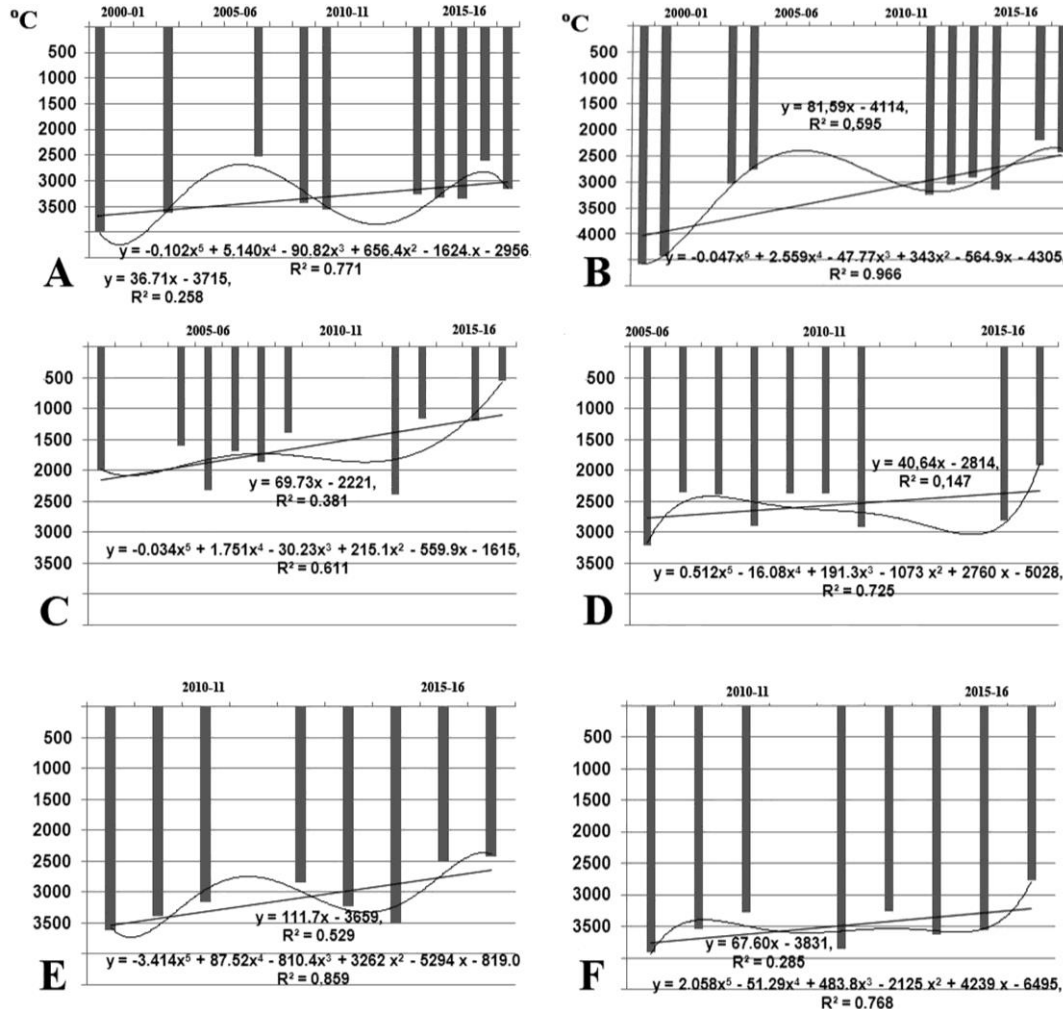 ºC
2000-01 2005-06 2010-11 2015-16
500
1000
1500
2000
2500
3000
3500
y = -0.102x⁵ + 5.140x⁴ - 90.82x³ + 656.4x² - 1624.x - 2956
R² = 0.771
y = 36.71x - 3715,
R² = 0.258
A
ºC
2000-01 2005-06 2010-11 2015-16
500
1000
1500
2000
2500
3000
3500
4000
y = 81,59x - 4114,
R² = 0,595
y = -0.047x⁵ + 2.559x⁴ - 47.77x³ + 343x² - 564.9x - 4305,
R² = 0.966
B
2005-06 2010-11 2015-16
500
1000
1500
2000
2500
3000
3500
y = 69.73x - 2221,
R² = 0.381
y = -0.034x⁵ + 1.751x⁴ - 30.23x³ + 215.1x² - 559.9x - 1615,
R² = 0.611
C
2005-06 2010-11 2015-16
500
1000
1500
2000
2500
3000
3500
y = 40,64x - 2814,
R² = 0,147
y = 0.512x⁵ - 16.08x⁴ + 191.3x³ - 1073 x² + 2760 x - 5028,
R² = 0.725
D
2010-11 2015-16
500
1000
1500
2000
2500
3000
3500
y = 111.7x - 3659,
R² = 0.529
y = -3.414x⁵ + 87.52x⁴ - 810.4x³ + 3262 x² - 5294 x - 819.0
R² = 0.859
E
2010-11 2015-16
500
1000
1500
2000
2500
3000
3500
y = 67.60x - 3831,
R² = 0.285
y = 2.058x⁵ - 51.29x⁴ + 483.8x³ - 2125 x² + 4239 x - 6495,
R² = 0.768
F